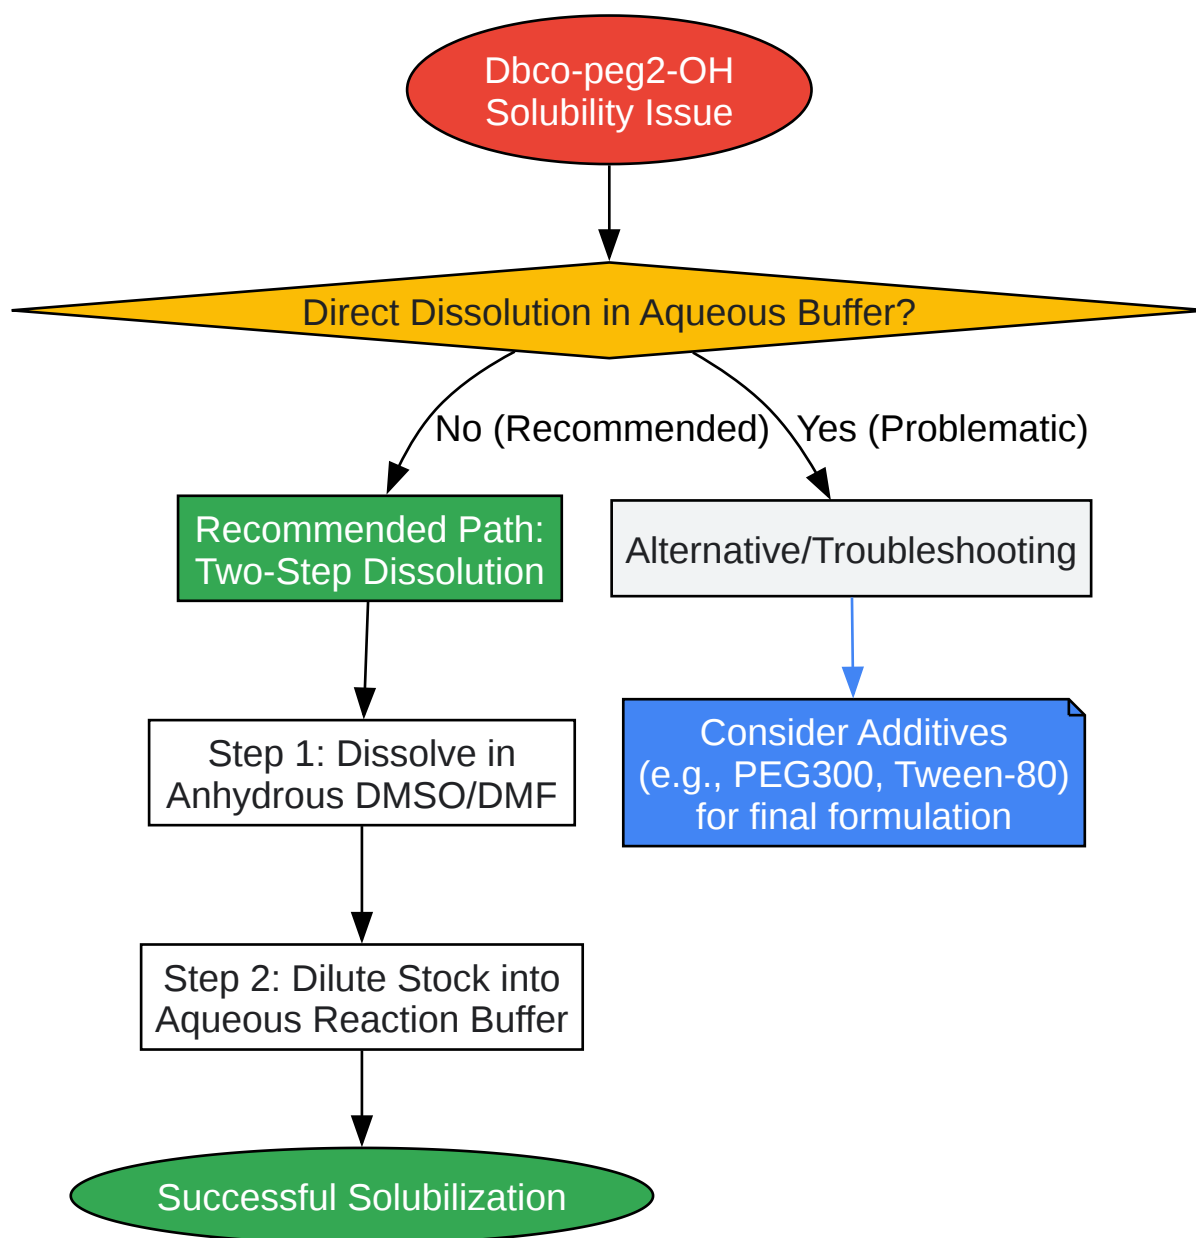 Dbco-peg2-OH
Solubility Issue
Direct Dissolution in Aqueous Buffer?
No (Recommended)
Yes (Problematic)
Recommended Path:
Two-Step Dissolution
Alternative/Troubleshooting
Step 1: Dissolve in
Anhydrous DMSO/DMF
Consider Additives
(e.g., PEG300, Tween-80)
for final formulation
Step 2: Dilute Stock into
Aqueous Reaction Buffer
Successful Solubilization